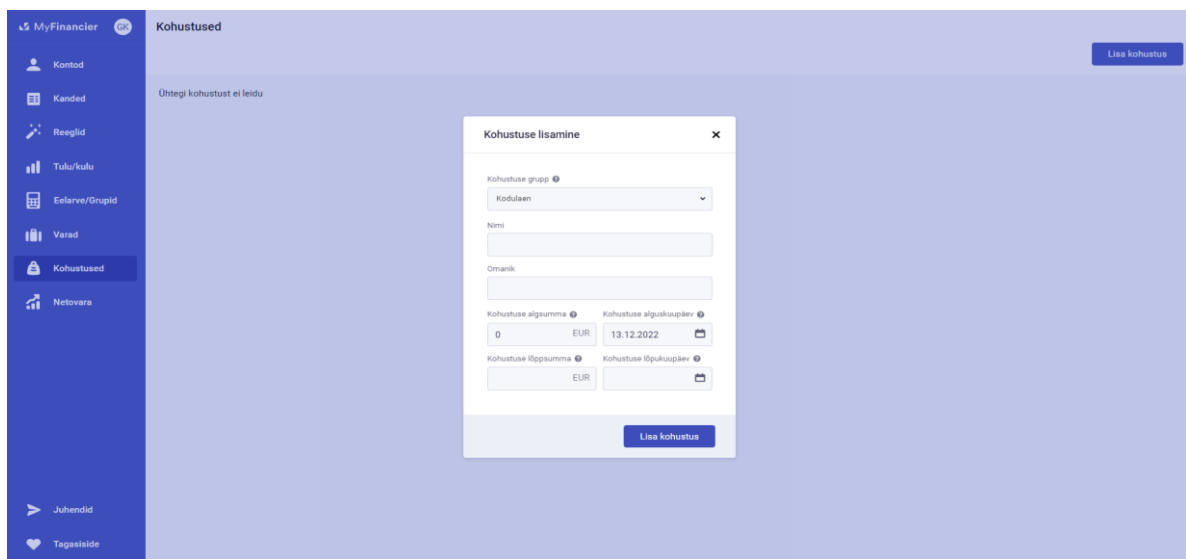 MyFinancier GK
Kontod
Kanded
Reeglid
Tulu/kulu
Eelarve/Grupid
Varad
Kohustused
Netovara
Juhendid
Tagasiside
Kohustused
Lisa kohustus
Ühtegi kohustust ei leidu
Kohustuse lisamine
Kohustuse grupp
Kodulaen
Nimi
Omanik
Kohustuse algsumma Kohustuse alguskuupäev
0 EUR 13.12.2022
Kohustuse lõppsumma Kohustuse lõpukuupäev
EUR
Lisa kohustus